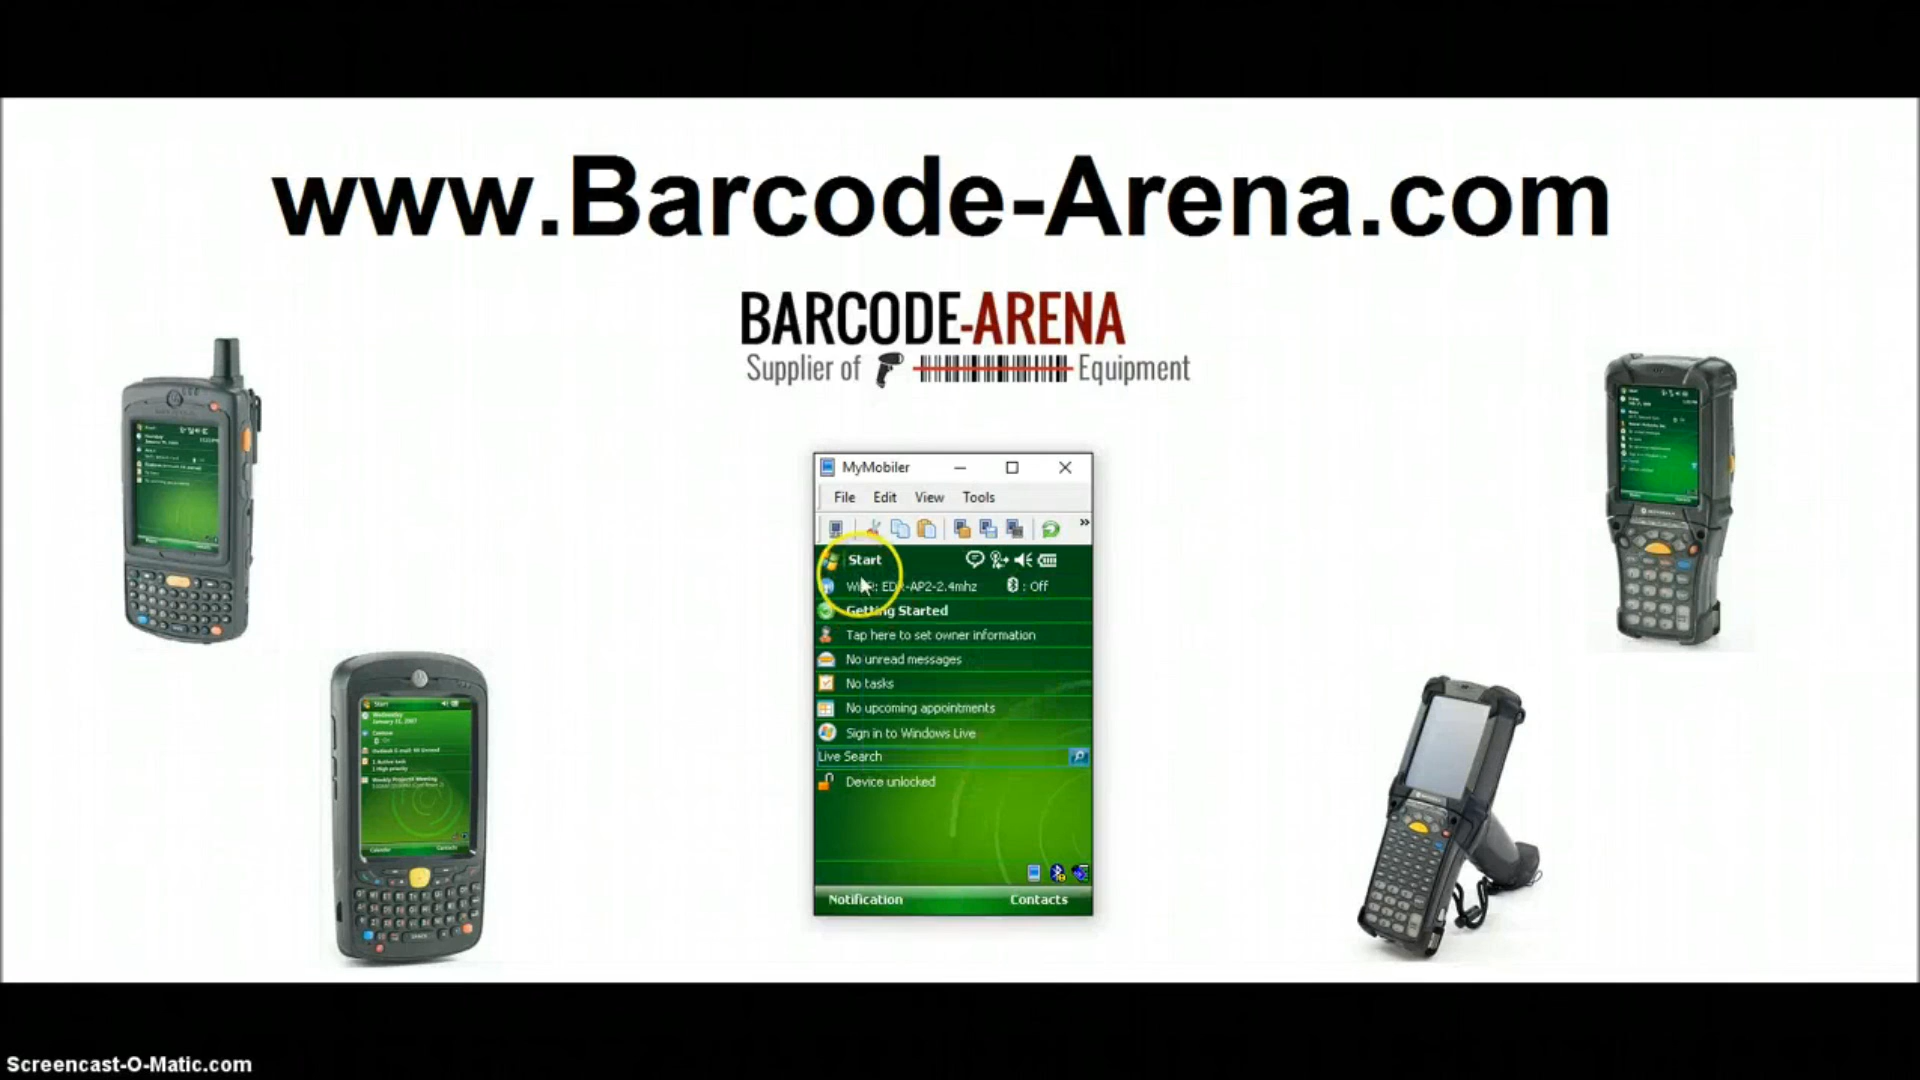 www.Barcode-Arena.com
BARCODE-ARENA
Supplier of Equipment
MyMobiler
File Edit View Tools
Start
EDR-AP2-2.4mhz : Off
Getting Started
Tap here to set owner information
No unread messages
No tasks
No upcoming appointments
Sign in to Windows Live
Live Search
Device unlocked
Notification Contacts
Screencast-O-Matic.com